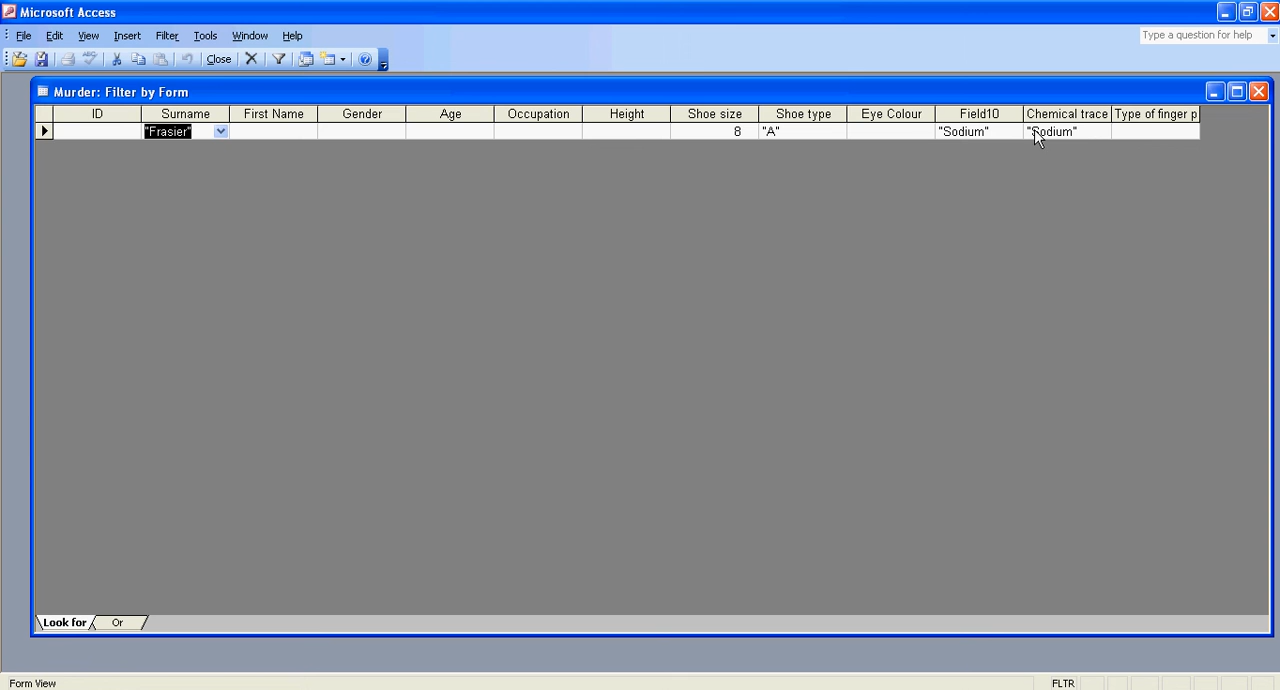 Microsoft Access
File Edit View Insert Filter Tools Window Help
Type a question for help
Close
Murder: Filter by Form
ID Surname First Name Gender Age Occupation Height Shoe size Shoe type Eye Colour Field10 Chemical trace Type of finger p
"Frasier" 8 "A" "Sodium" "Sodium"
Look for Or
Form View FLTR